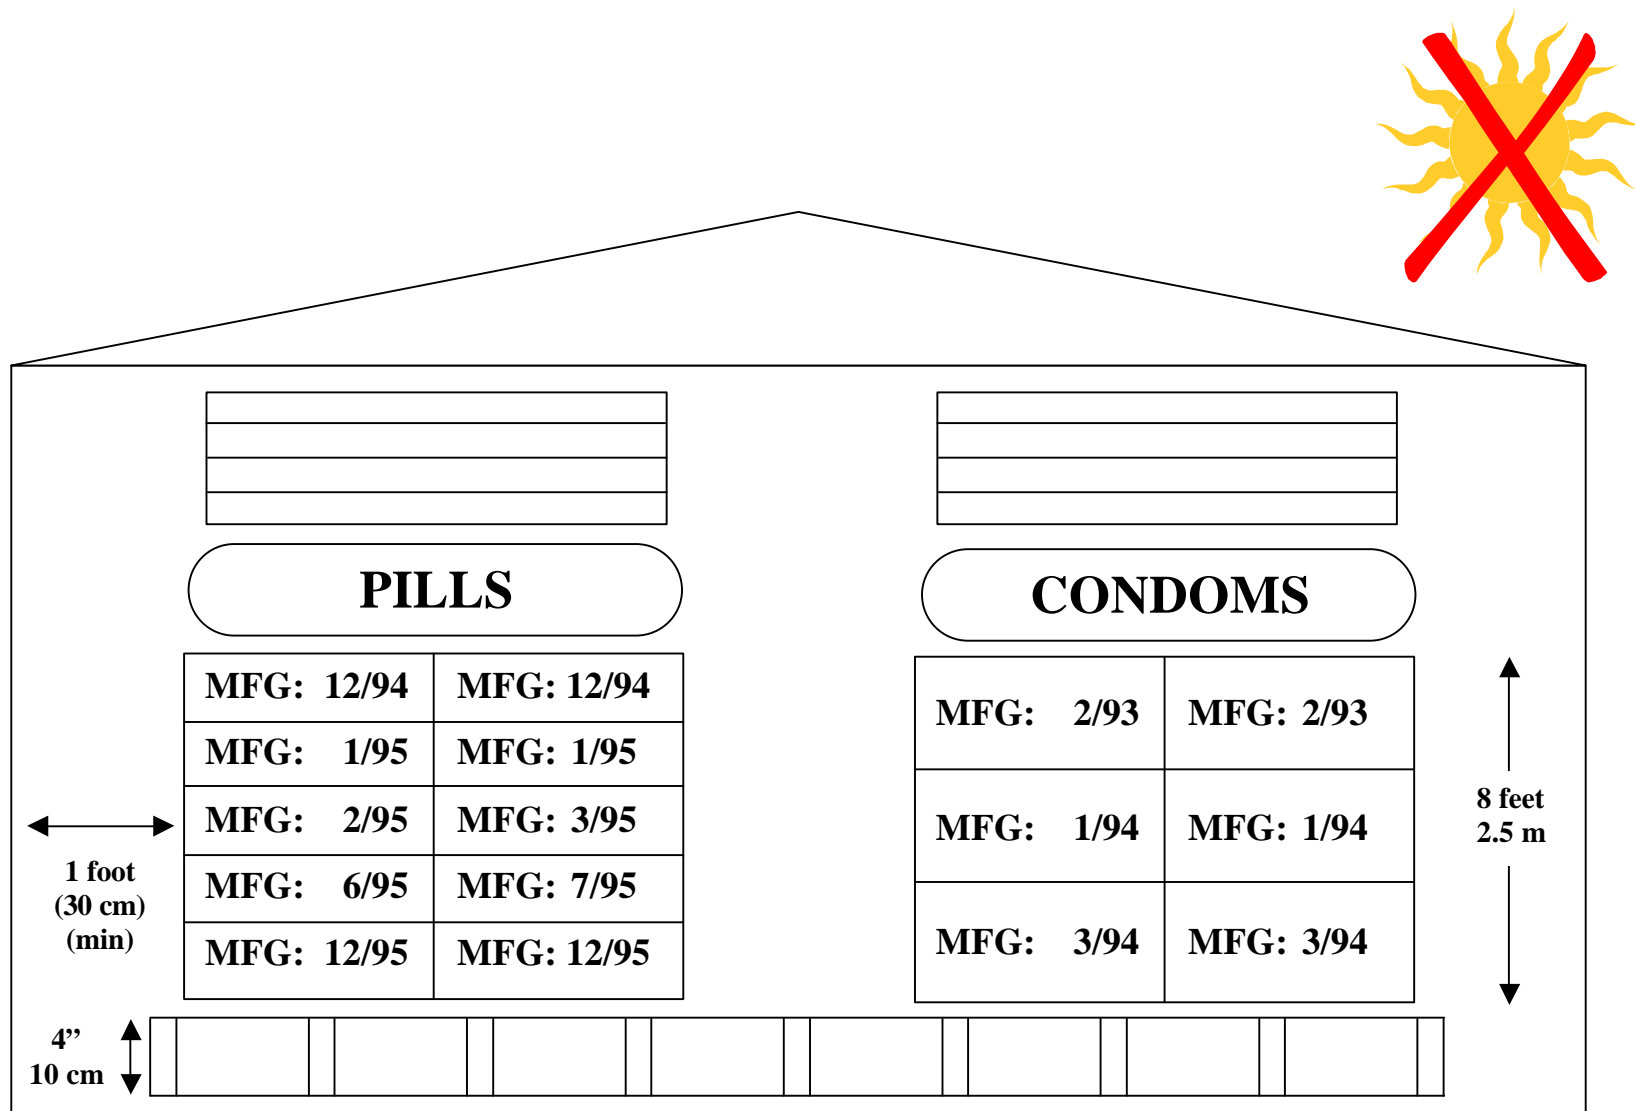 PILLS
CONDOMS
MFG: 12/94 MFG: 12/94
MFG: 1/95 MFG: 1/95
MFG: 2/95 MFG: 3/95
MFG: 6/95 MFG: 7/95
MFG: 12/95 MFG: 12/95
MFG: 2/93 MFG: 2/93
MFG: 1/94 MFG: 1/94
MFG: 3/94 MFG: 3/94
8 feet
2.5 m
1 foot
(30 cm)
(min)
4”
10 cm